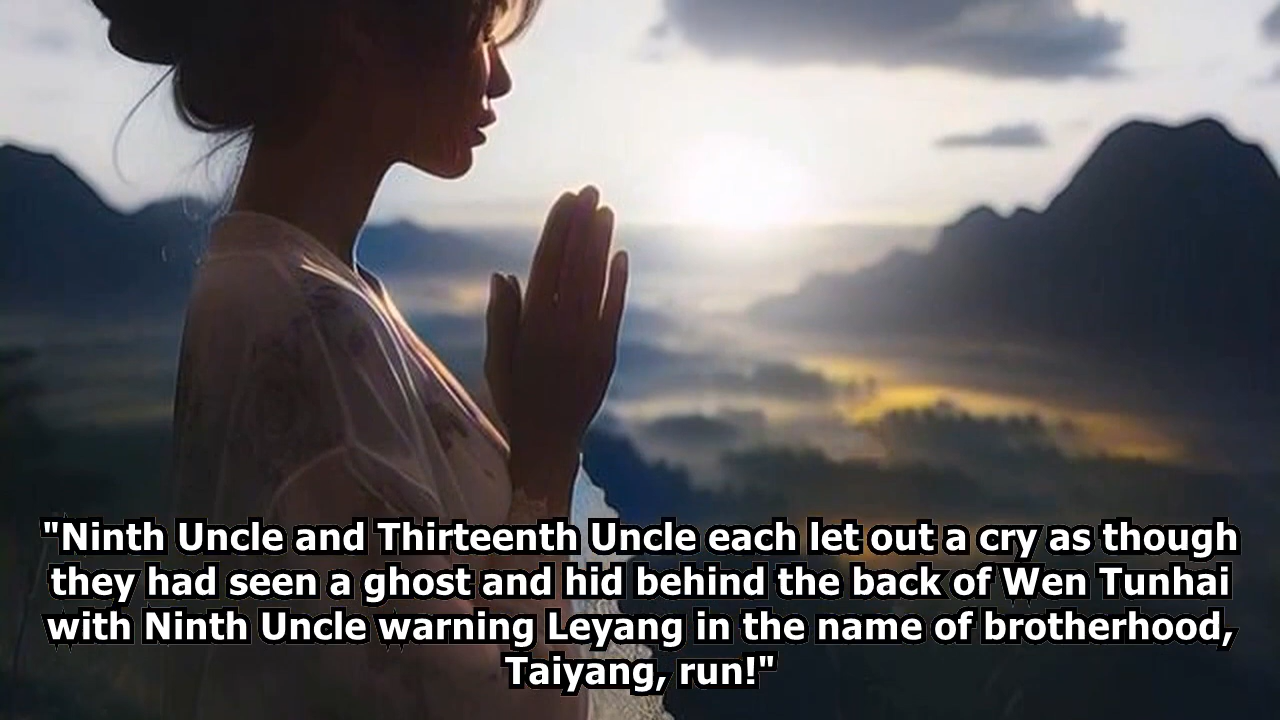 "Ninth Uncle and Thirteenth Uncle each let out a cry as though
they had seen a ghost and hid behind the back of Wen Tunhai
with Ninth Uncle warning Leyang in the name of brotherhood,
Taiyang, run!"